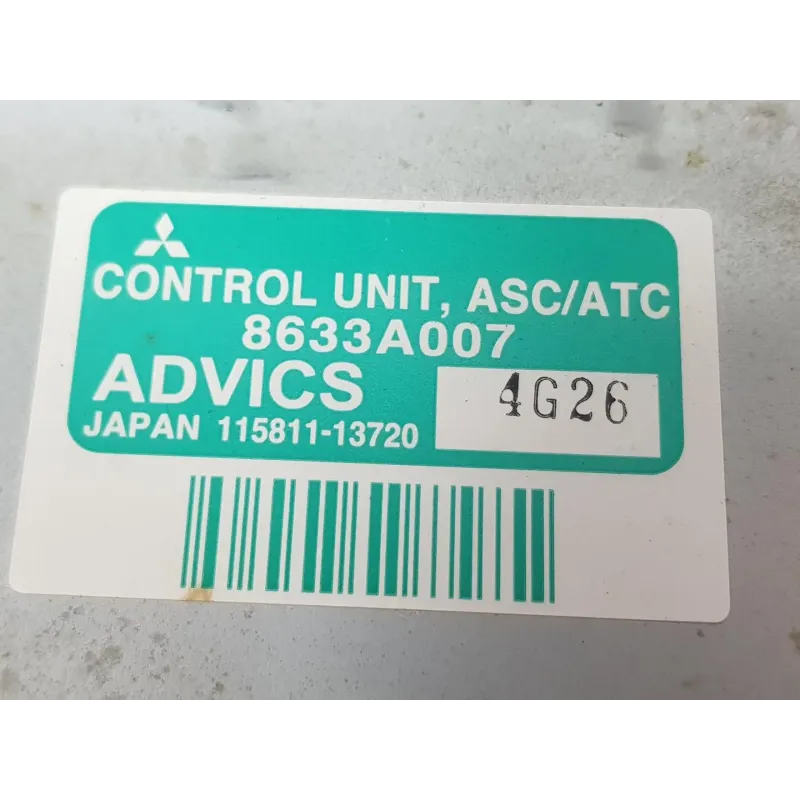 CONTROL UNIT, ASC/ATC
8633A007
ADVICS
4G26
JAPAN 115811-13720